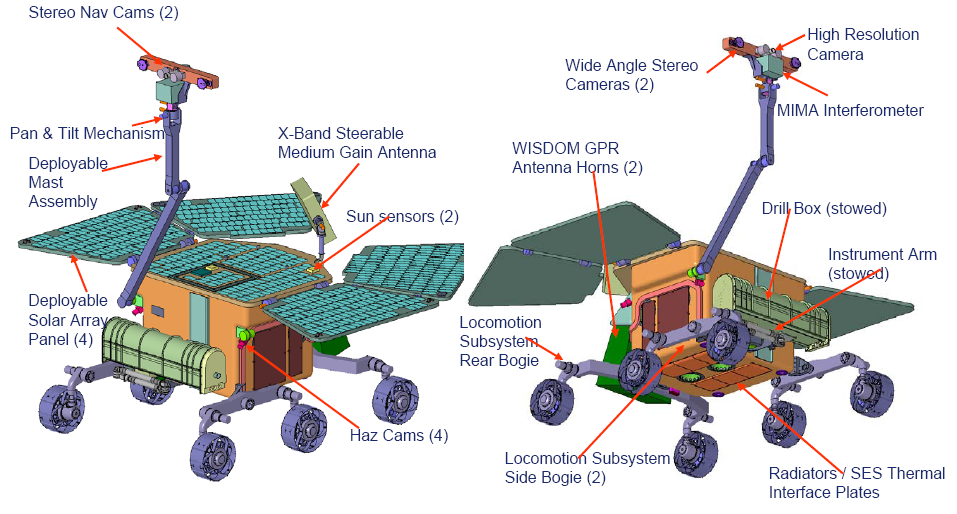 Stereo Nav Cams (2)
Pan & Tilt Mechanism
Deployable
Mast
Assembly
X-Band Steerable
Medium Gain Antenna
Sun sensors (2)
Deployable
Solar Array
Panel (4)
Haz Cams (4)
High Resolution
Camera
Wide Angle Stereo
Cameras (2)
MIMA Interferometer
WISDOM GPR
Antenna Horns (2)
Drill Box (stowed)
Instrument Arm
(stowed)
Locomotion
Subsystem
Rear Bogie
Locomotion Subsystem
Side Bogie (2)
Radiators / SES Thermal
Interface Plates